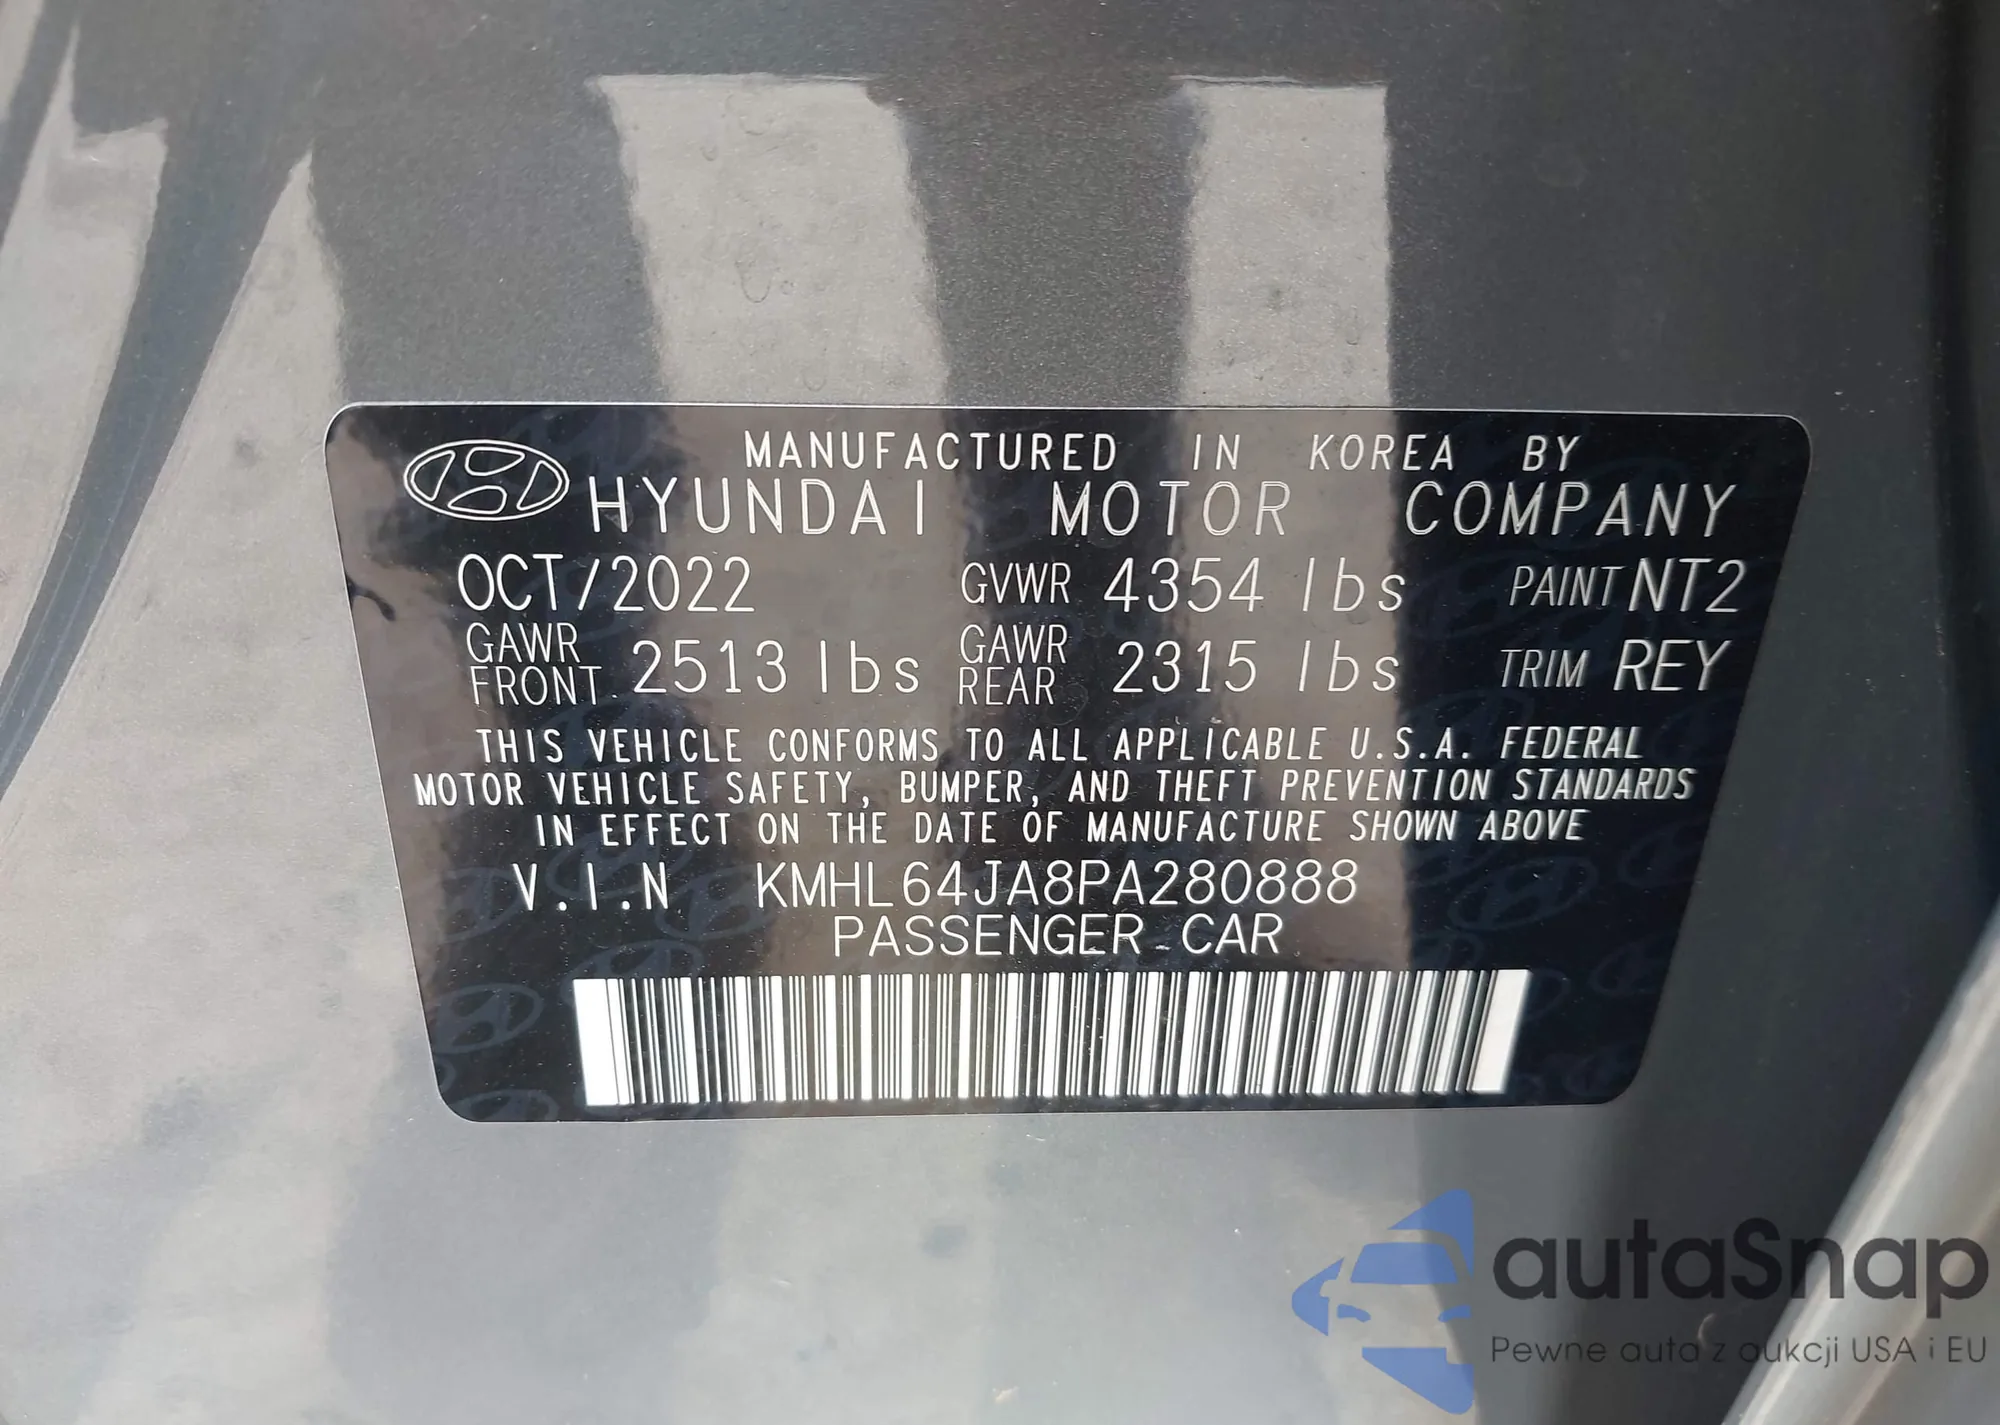 MANUFACTURED IN KOREA BY
HYUNDAI MOTOR COMPANY
OCT/2022 GVWR 4354 lbs PAINT NT2
GAWR FRONT 2513 lbs GAWR REAR 2315 lbs TRIM REY
THIS VEHICLE CONFORMS TO ALL APPLICABLE U.S.A. FEDERAL
MOTOR VEHICLE SAFETY, BUMPER, AND THEFT PREVENTION STANDARDS
IN EFFECT ON THE DATE OF MANUFACTURE SHOWN ABOVE
V.I.N KMHL64JA8PA280888
PASSENGER CAR
autaSnap
Pewne auta z aukcji USA i EU